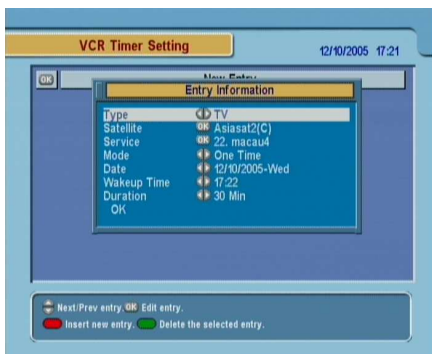 VCR Timer Setting
12/10/2005 17:21
OK New Entry
Entry Information
Type TV
Satellite OK Asiasat2(C)
Service OK 22. macau4
Mode One Time
Date 12/10/2005-Wed
Wakeup Time 17:22
Duration 30 Min
OK
Next/Prev entry, OK Edit entry.
Insert new entry. Delete the selected entry.